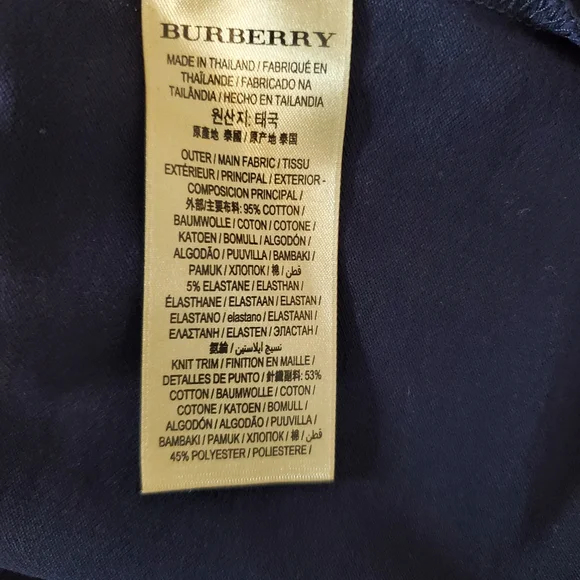 BURBERRY
MADE IN THAILAND / FABRIQUÉ EN
THAÏLANDE / FABRICADO NA
TAILÂNDIA / HECHO EN TAILANDIA
원산지: 태국
原產地 泰國 / 原产地 泰国
OUTER / MAIN FABRIC / TISSU
EXTÉRIEUR / PRINCIPAL / EXTERIOR -
COMPOSICION PRINCIPAL /
外部/主要布料: 95% COTTON /
BAUMWOLLE / COTON / COTONE /
KATOEN / BOMULL / ALGODÓN /
ALGODÃO / PUUVILLA / BAMBAKI /
PAMUK / ХЛОПОК / 棉 / قطن /
5% ELASTANE / ELASTHAN /
ÉLASTHANE / ELASTAAN / ELASTAN /
ELASTANO / elastano / ELASTAANI /
ΕΛΑΣΤΑΝΗ / ELASTEN / ЭЛАСТАН /
氨綸 / نسيج إيلاستين /
KNIT TRIM / FINITION EN MAILLE /
DETALLES DE PUNTO / 針織副料: 53%
COTTON / BAUMWOLLE / COTON /
COTONE / KATOEN / BOMULL /
ALGODÓN / ALGODÃO / PUUVILLA /
BAMBAKI / PAMUK / ХЛОПОК / 棉 / قطن /
45% POLYESTER / POLIESTERE /